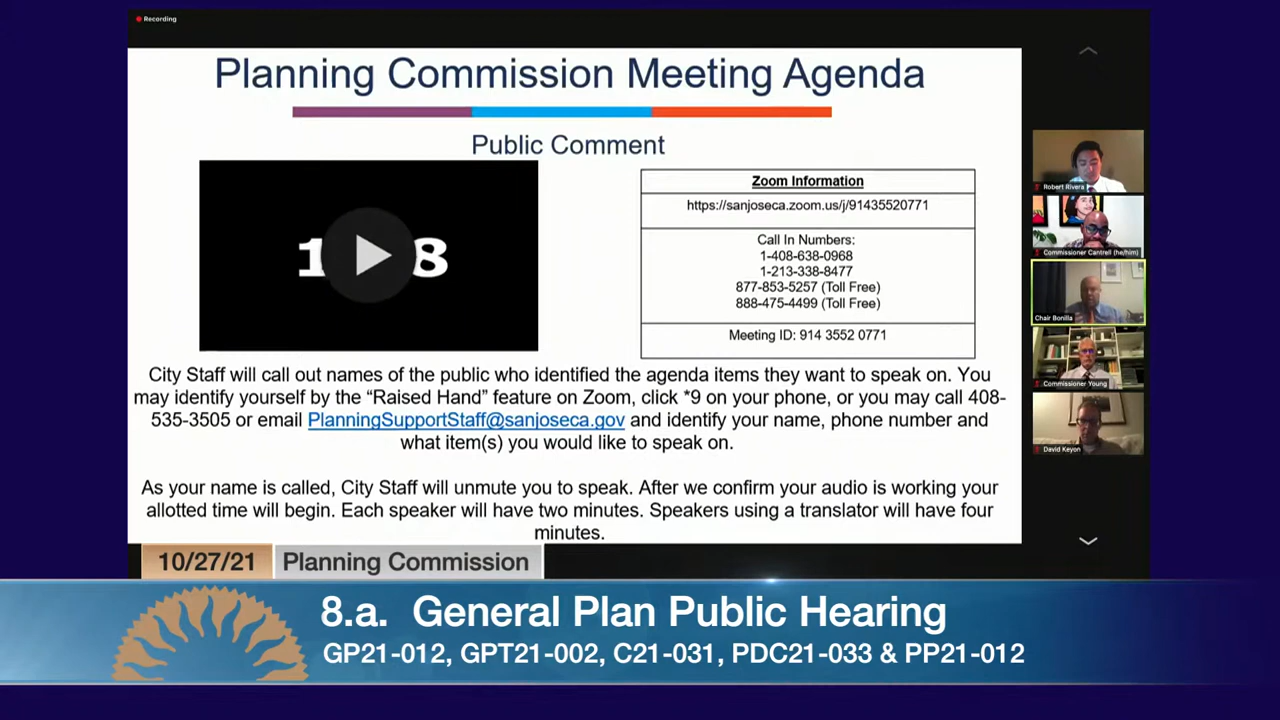 Recording
Planning Commission Meeting Agenda
Public Comment
Zoom Information
https://sanjoseca.zoom.us/j/91435520771
Call In Numbers:
1-408-638-0968
1-213-338-8477
877-853-5257 (Toll Free)
888-475-4499 (Toll Free)
Meeting ID: 914 3552 0771
City Staff will call out names of the public who identified the agenda items they want to speak on. You
may identify yourself by the “Raised Hand” feature on Zoom, click *9 on your phone, or you may call 408-
535-3505 or email PlanningSupportStaff@sanjoseca.gov and identify your name, phone number and
what item(s) you would like to speak on.
As your name is called, City Staff will unmute you to speak. After we confirm your audio is working your
allotted time will begin. Each speaker will have two minutes. Speakers using a translator will have four
minutes.
Robert Rivera
Commissioner Cantrell (he/him)
Chair Bonilla
Commissioner Young
David Keyon
10/27/21 Planning Commission
8.a. General Plan Public Hearing
GP21-012, GPT21-002, C21-031, PDC21-033 & PP21-012